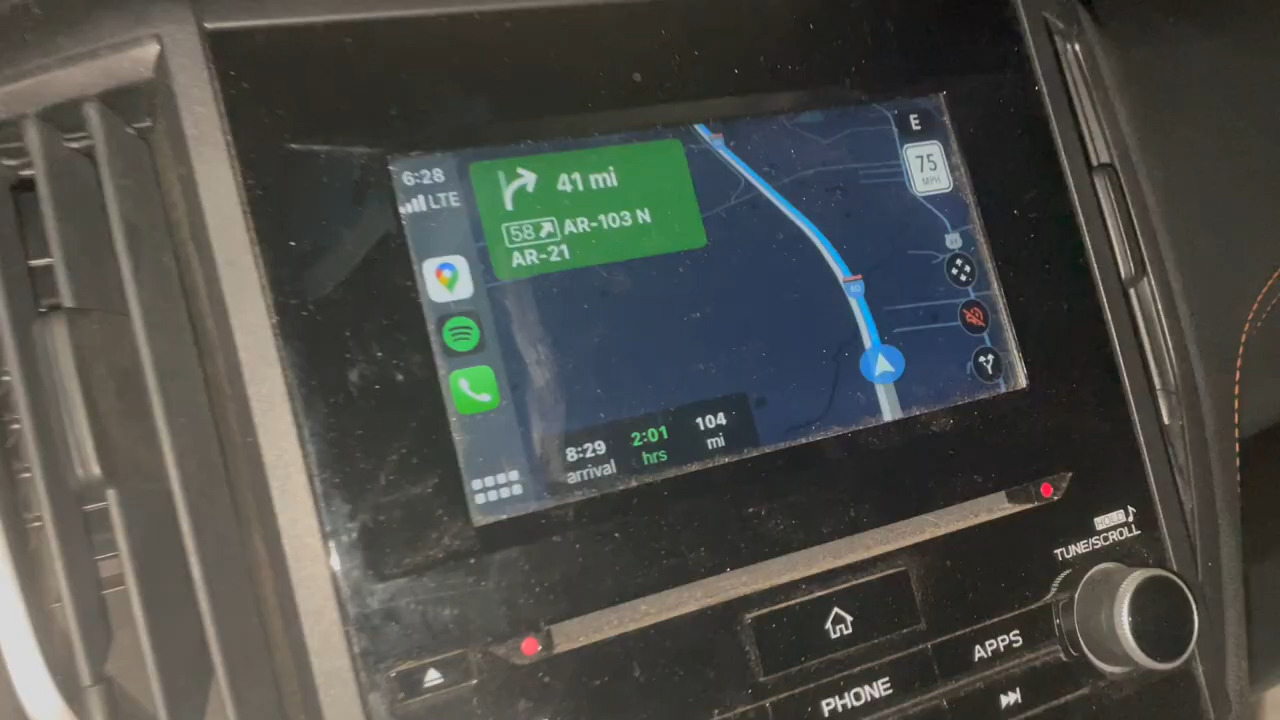 6:28
LTE
41 mi
58 AR-103 N
AR-21
E
75
MPH
40
8:29
arrival
2:01
hrs
104
mi
HOLD
TUNE/SCROLL
APPS
PHONE